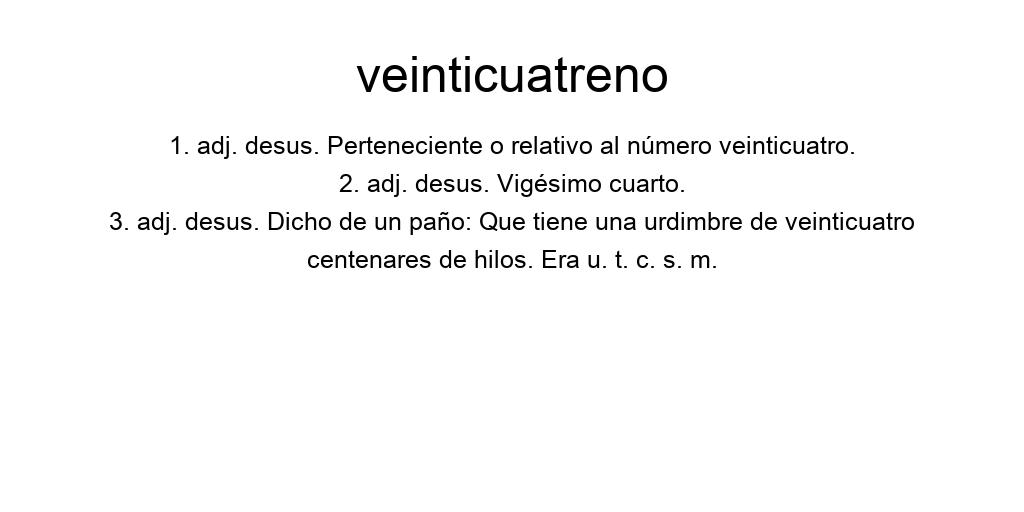 veinticuatreno
1. adj. desus. Perteneciente o relativo al número veinticuatro.
2. adj. desus. Vigésimo cuarto.
3. adj. desus. Dicho de un paño: Que tiene una urdimbre de veinticuatro
centenares de hilos. Era u. t. c. s. m.